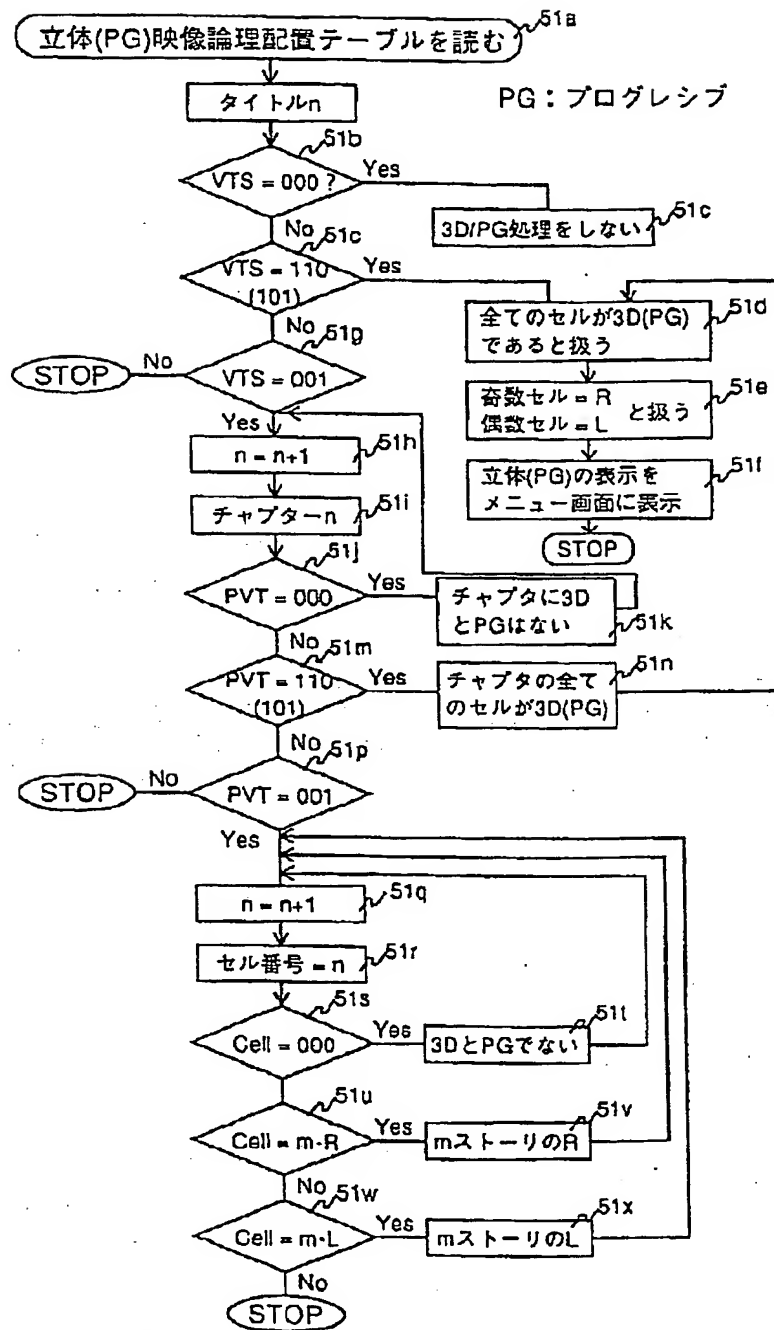 立体(PG)映像論理配置テーブルを読む
51a
タイトルn
PG：プログレシブ
51b
VTS = 000 ?
Yes
No
51c
3D/PG処理をしない
51c
VTS = 110
(101)
Yes
No
51d
全てのセルが3D(PG)
であると扱う
51g
VTS = 001
No
STOP
Yes
51e
奇数セル = R
偶数セル = L
と扱う
51h
n = n+1
51f
立体(PG)の表示を
メニュー画面に表示
STOP
51i
チャプターn
51j
PVT = 000
Yes
チャプタに3D
とPGはない
51k
No
51m
PVT = 110
(101)
Yes
51n
チャプタの全て
のセルが3D(PG)
No
51p
PVT = 001
No
STOP
Yes
51q
n = n+1
51r
セル番号 = n
51s
Cell = 000
Yes
51t
3DとPGでない
51u
Cell = m-R
Yes
51v
mストーリのR
No
51w
Cell = m-L
Yes
51x
mストーリのL
No
STOP